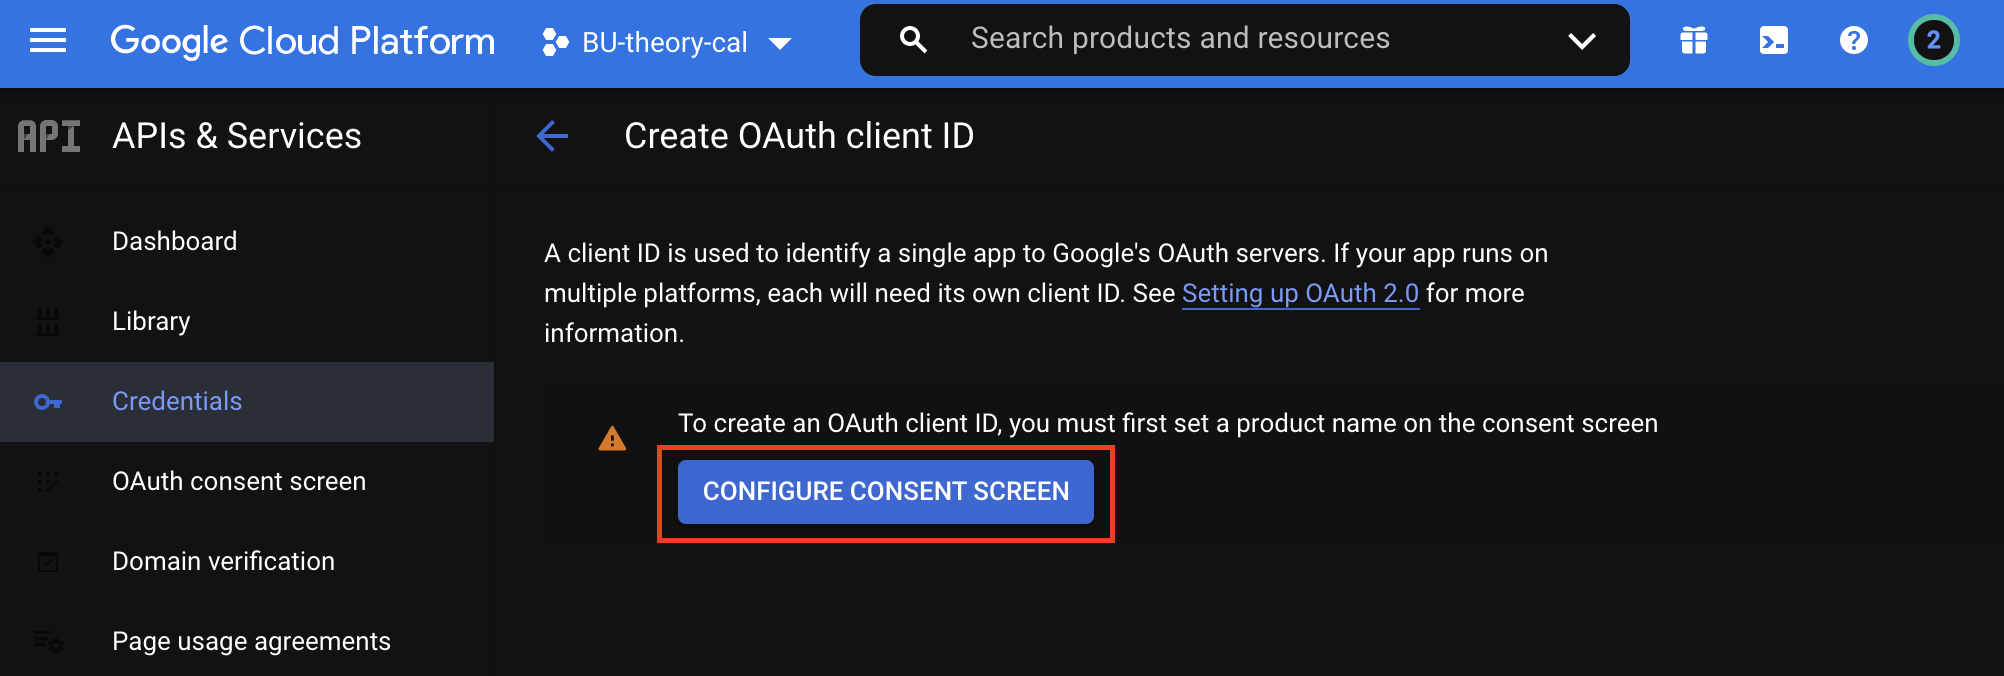 Google Cloud Platform
BU-theory-cal
Search products and resources
2
API
APIs & Services
Create OAuth client ID
Dashboard
Library
Credentials
OAuth consent screen
Domain verification
Page usage agreements
A client ID is used to identify a single app to Google's OAuth servers. If your app runs on
multiple platforms, each will need its own client ID. See Setting up OAuth 2.0 for more
information.
To create an OAuth client ID, you must first set a product name on the consent screen
CONFIGURE CONSENT SCREEN